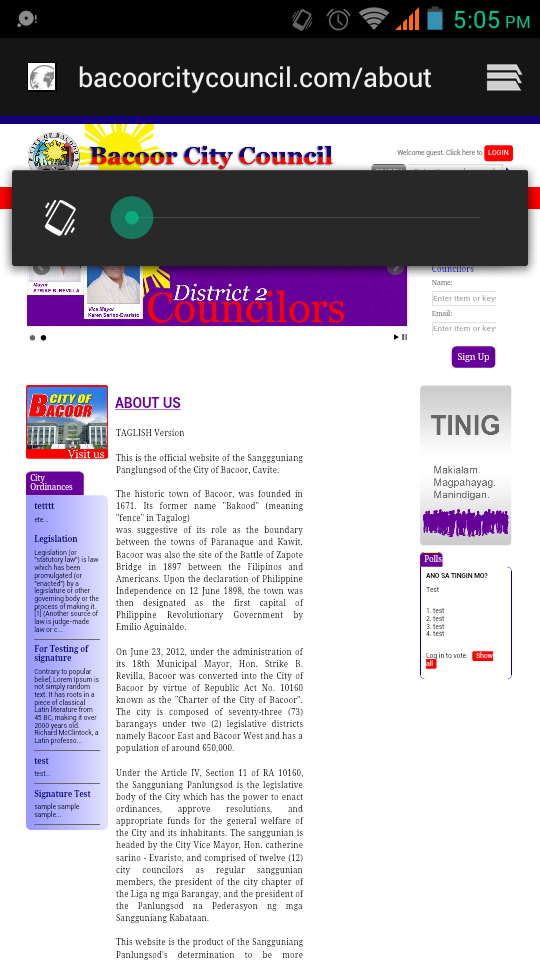 5:05 PM
bacoorcitycouncil.com/about
CITY OF BACOOR
Bacoor City Council
Welcome guest. Click here to LOGIN
Mayor
STRIKE B. REVILLA
Vice Mayor
Karen Sarino-Evaristo
District 2
Councilors
Councilors
Name:
Enter Item or key
Email:
Enter Item or key
Sign Up
CITY OF
BACOOR
Visit us
City
Ordinances
tetttt
ete...
Legislation
Legislation (or
"statutory law") is law
which has been
promulgated (or
"enacted") by a
legislature or other
governing body or the
process of making it.
[1] (Another source of
law is judge-made
law or c...
For Testing of
signature
Contrary to popular
belief, Lorem Ipsum is
not simply random
text. It has roots in a
piece of classical
Latin literature from
45 BC, making it over
2000 years old.
Richard McClintock, a
Latin professo...
test
test...
Signature Test
sample sample
sample...
ABOUT US
TAGLISH Version
This is the official website of the Sanggguniang
Panglungsod of the City of Bacoor, Cavite.
The historic town of Bacoor, was founded in
1671. Its former name "Bakood" (meaning
"fence" in Tagalog)
was suggestive of its role as the boundary
between the towns of Paranaque and Kawit.
Bacoor was also the site of the Battle of Zapote
Bridge in 1897 between the Filipinos and
Americans. Upon the declaration of Philippine
Independence on 12 June 1898, the town was
then designated as the first capital of
Philippine Revolutionary Government by
Emilio Aguinaldo.
On June 23, 2012, under the administration of
its 18th Municipal Mayor, Hon. Strike B.
Revilla, Bacoor was converted into the City of
Bacoor by virtue of Republic Act No. 10160
known as the "Charter of the City of Bacoor".
The city is composed of seventy-three (73)
barangays under two (2) legislative districts
namely Bacoor East and Bacoor West and has a
population of around 650,000.
Under the Article IV, Section 11 of RA 10160,
the Sangguniang Panlungsod is the legislative
body of the City which has the power to enact
ordinances, approve resolutions, and
appropriate funds for the general welfare of
the City and its inhabitants. The sanggunian is
headed by the City Vice Mayor, Hon. catherine
sarino - Evaristo, and comprised of twelve (12)
city councilors as regular sanggunian
members, the president of the city chapter of
the Liga ng mga Barangay, and the president of
the Panlungsod na Pederasyon ng mga
Sangguniang Kabataan.
This website is the product of the Sangguniang
Panlungsod's determination to be more
TINIG
Makialam.
Magpahayag.
Manindigan.
Polls
ANO SA TINGIN MO?
Test
1. test
2. test
3. test
4. test
Log in to vote. Show
all